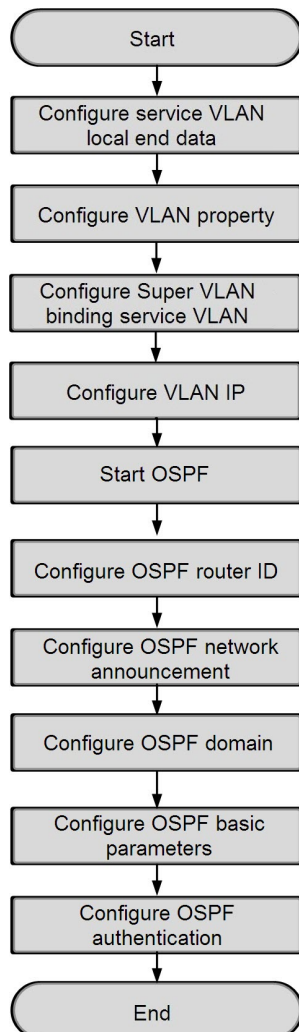 Start
Configure service VLAN
local end data
Configure VLAN property
Configure Super VLAN
binding service VLAN
Configure VLAN IP
Start OSPF
Configure OSPF router ID
Configure OSPF network
announcement
Configure OSPF domain
Configure OSPF basic
parameters
Configure OSPF
authentication
End